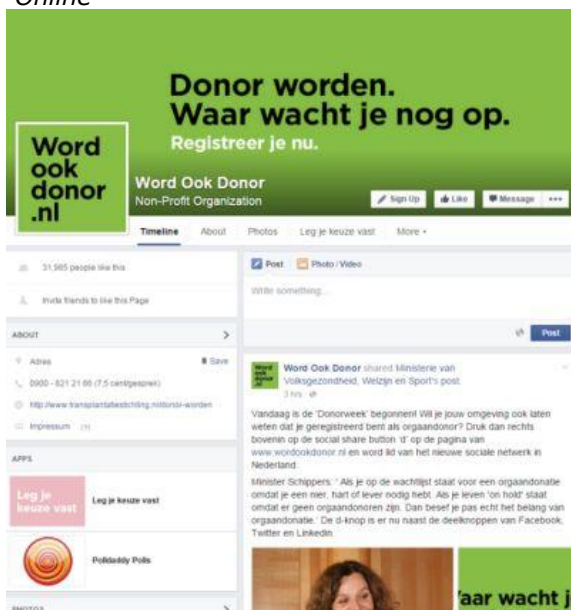 Online
Donor worden.
Waar wacht je nog op.
Registreer je nu.
Word
ook
donor
.nl
Word Ook Donor
Non-Profit Organization
Sign Up
Like
Message
Timeline
About
Photos
Leg je keuze vast
More
31,985 people like this
Invite friends to like this Page
ABOUT
Adres
Save
0900 - 821 21 66 (7,5 cent/gesprek)
http://www.transplantatiestichting.nl/donor-worden
Impressum
APPS
Leg je
keuze vast
Leg je keuze vast
Polldaddy Polls
PHOTOS
Post
Photo / Video
Write something...
Post
Word
ook
donor
.nl
Word Ook Donor shared Ministerie van
Volksgezondheid, Welzijn en Sport's post.
3 hrs
Vandaag is de 'Donorweek' begonnen! Wil je jouw omgeving ook laten
weten dat je geregistreerd bent als orgaandonor? Druk dan rechts
bovenin op de social share button 'd' op de pagina van
www.wordookdonor.nl en word lid van het nieuwe sociale netwerk in
Nederland.
Minister Schippers: ' Als je op de wachtlijst staat voor een orgaandonatie
omdat je een nier, hart of lever nodig hebt. Als je leven 'on hold' staat
omdat er geen orgaandonoren zijn. Dan besef je pas echt het belang van
orgaandonatie.' De d-knop is er nu naast de deelknoppen van Facebook,
Twitter en LinkedIn.
aar wacht j